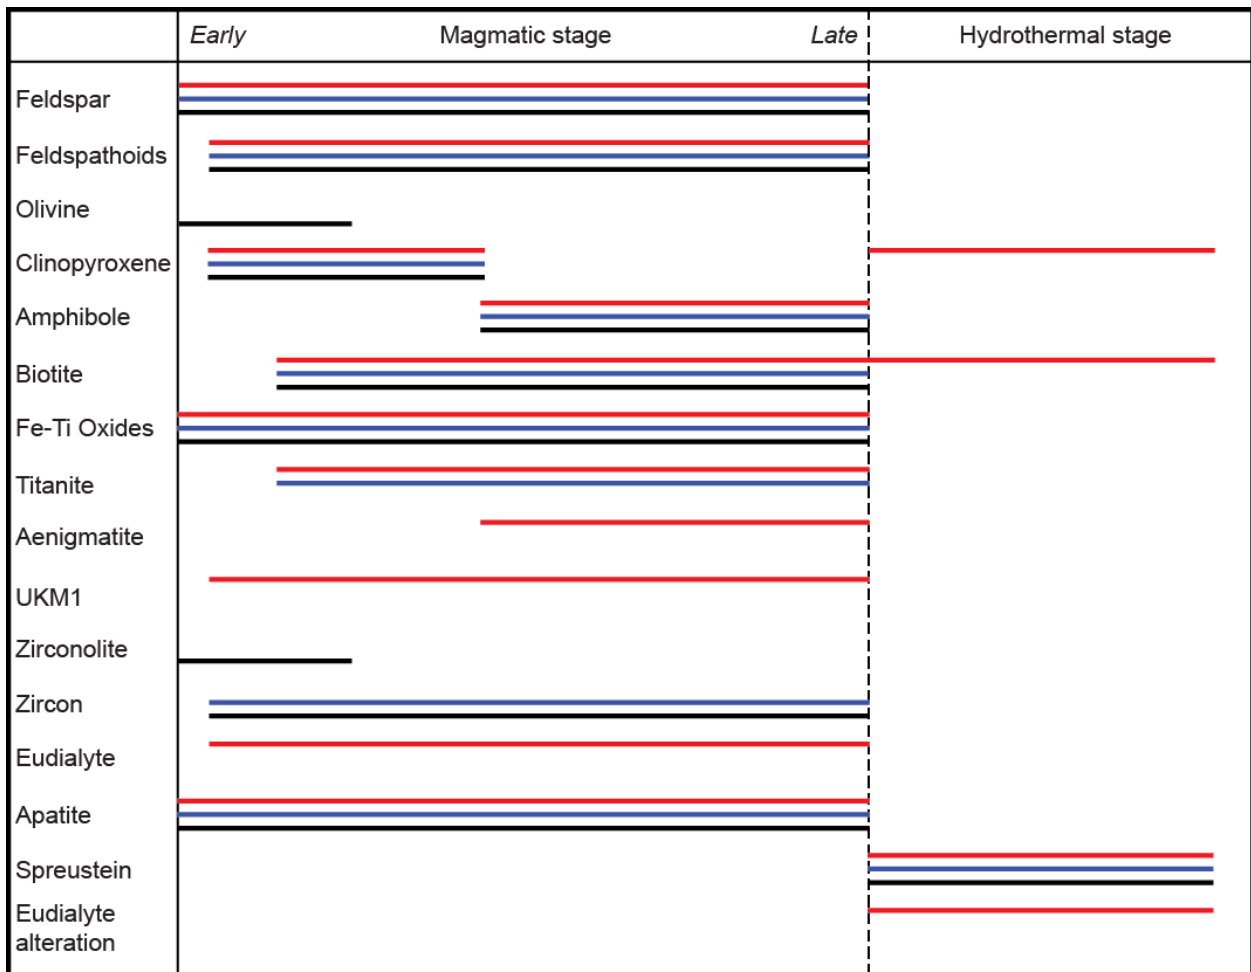 Early Magmatic stage Late Hydrothermal stage
Feldspar
Feldspathoids
Olivine
Clinopyroxene
Amphibole
Biotite
Fe-Ti Oxides
Titanite
Aenigmatite
UKM1
Zirconolite
Zircon
Eudialyte
Apatite
Spreustein
Eudialyte
alteration